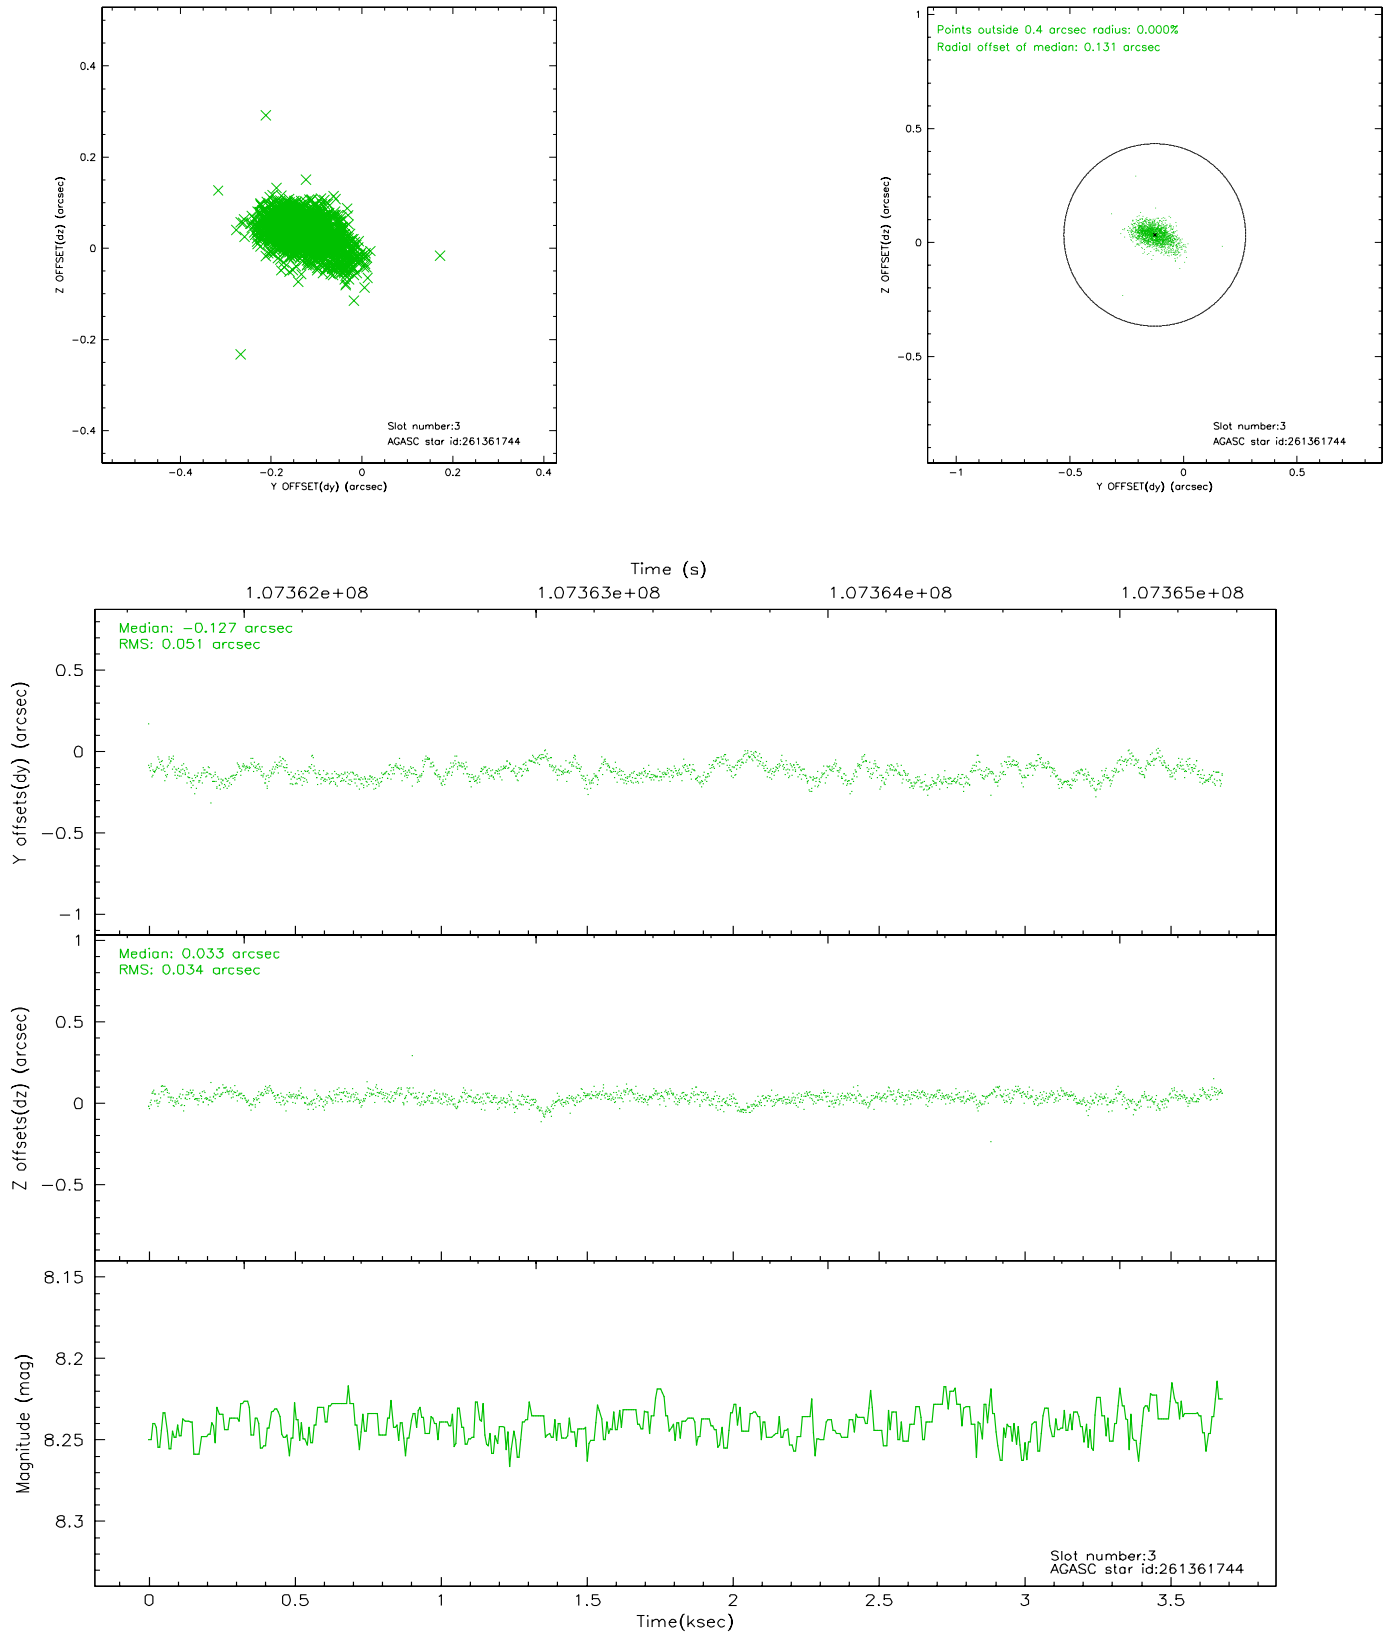 0.4
0.2
0
−0.2
−0.4
Z OFFSET(dz) (arcsec)
−0.4
−0.2
0
0.2
0.4
Y OFFSET(dy) (arcsec)
Slot number:3
AGASC star id:261361744
Points outside 0.4 arcsec radius: 0.000%
Radial offset of median: 0.131 arcsec
1
0.5
0
−0.5
Z OFFSET(dz) (arcsec)
−1
−0.5
0
0.5
Y OFFSET(dy) (arcsec)
Slot number:3
AGASC star id:261361744
Time (s)
1.07362e+08
1.07363e+08
1.07364e+08
1.07365e+08
Median: −0.127 arcsec
RMS: 0.051 arcsec
0.5
0
−0.5
−1
Y offsets(dy) (arcsec)
Median: 0.033 arcsec
RMS: 0.034 arcsec
1
0.5
0
−0.5
Z offsets(dz) (arcsec)
8.15
8.2
8.25
8.3
Magnitude (mag)
Slot number:3
AGASC star id:261361744
0
0.5
1
1.5
2
2.5
3
3.5
Time(ksec)